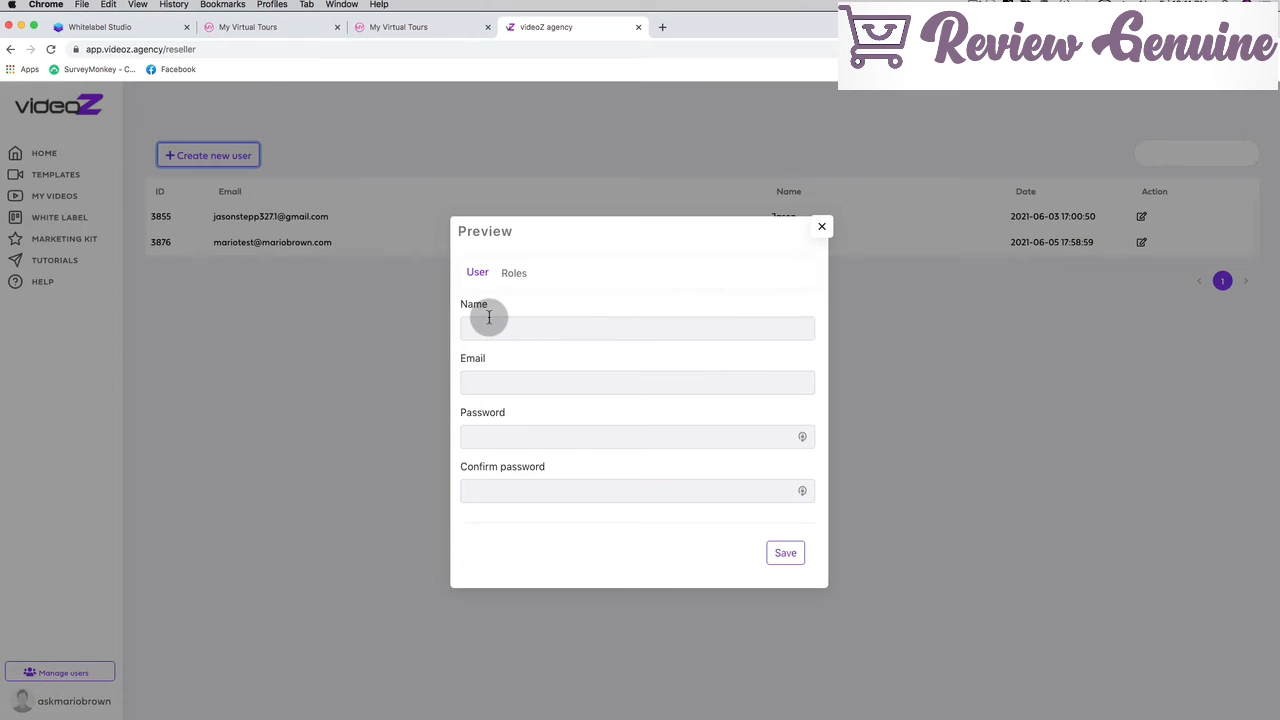 Chrome File Edit View History Bookmarks Profiles Tab Window Help
Whitelabel Studio My Virtual Tours My Virtual Tours videoZ agency
app.videoz.agency/reseller
Apps SurveyMonkey - C... Facebook
Review Genuine
videoZ
HOME
TEMPLATES
MY VIDEOS
WHITE LABEL
MARKETING KIT
TUTORIALS
HELP
+ Create new user
ID Email Name Date Action
3855 jasonstepp327.1@gmail.com 2021-06-03 17:00:50
3876 mariotest@mariobrown.com 2021-06-05 17:58:59
1
Preview
User Roles
Name
Email
Password
Confirm password
Save
Manage users
askmariobrown